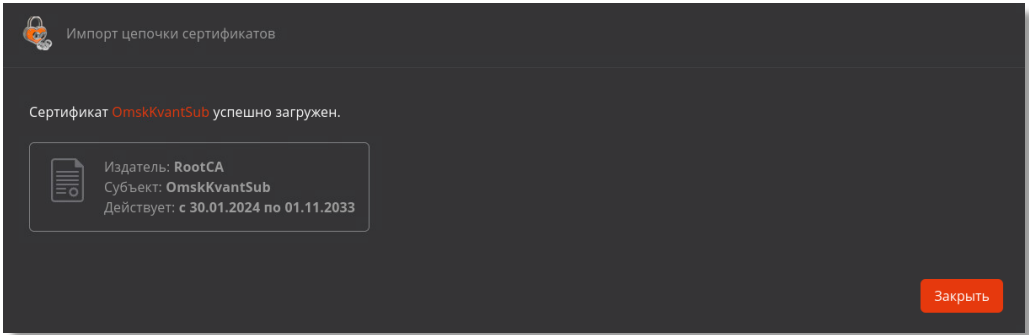 Импорт цепочки сертификатов
Сертификат OmskKvantSub успешно загружен.
Издатель: RootCA
Субъект: OmskKvantSub
Действует: с 30.01.2024 по 01.11.2033
Закрыть